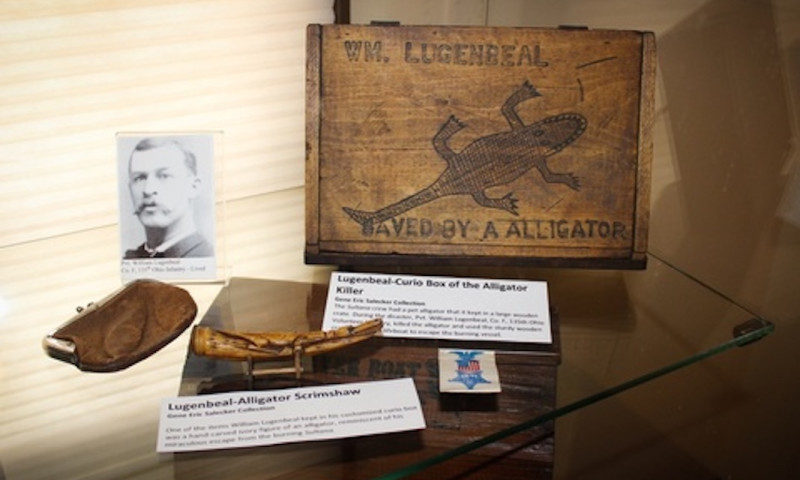 WM. LUGENBEAL
SAVED BY A ALLIGATOR
Pvt. William Lugenbeal
Co. F, 135th Ohio Infantry - Lived
Lugenbeal-Curio Box of the Alligator
Killer
Gene Eric Salecker Collection
The Sultana crew had a pet alligator that it kept in a large wooden
crate. During the disaster, Pvt. William Lugenbeal, Co. F, 135th Ohio
Volunteer killed the alligator and used the sturdy wooden
to escape the burning vessel.
Lugenbeal-Alligator Scrimshaw
Gene Eric Salecker Collection
One of the items William Lugenbeal kept in his customized curio box
was a hand-carved ivory figure of an alligator, reminiscent of his
miraculous escape from the burning Sultana.
BOAT